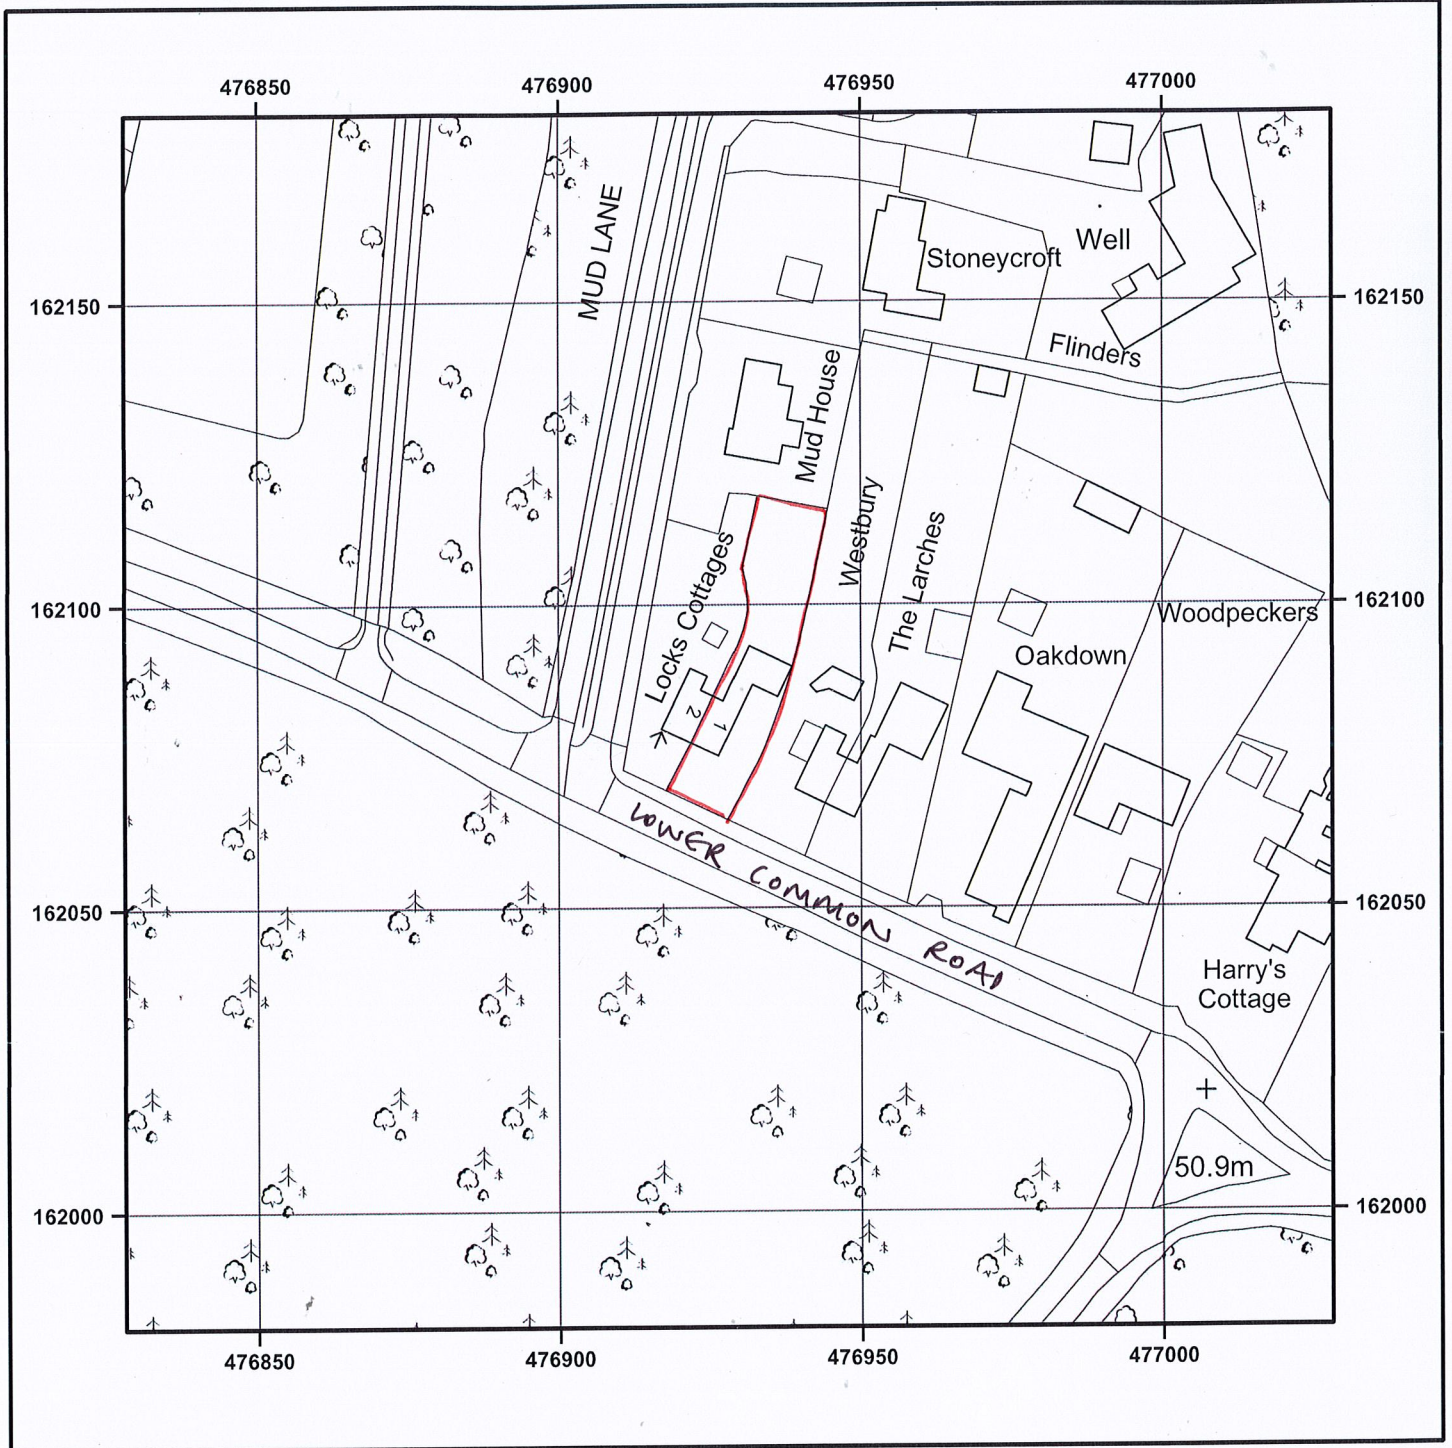 476850
476900
476950
477000
MUD LANE
Well
Stoneycroft
162150
162150
Flinders
Mud House
Westbury
The Larches
Locks Cottages
162100
162100
Woodpeckers
Oakdown
2
1
LOWER COMMON ROAD
162050
162050
Harry's
Cottage
50.9m
162000
162000
476850
476900
476950
477000